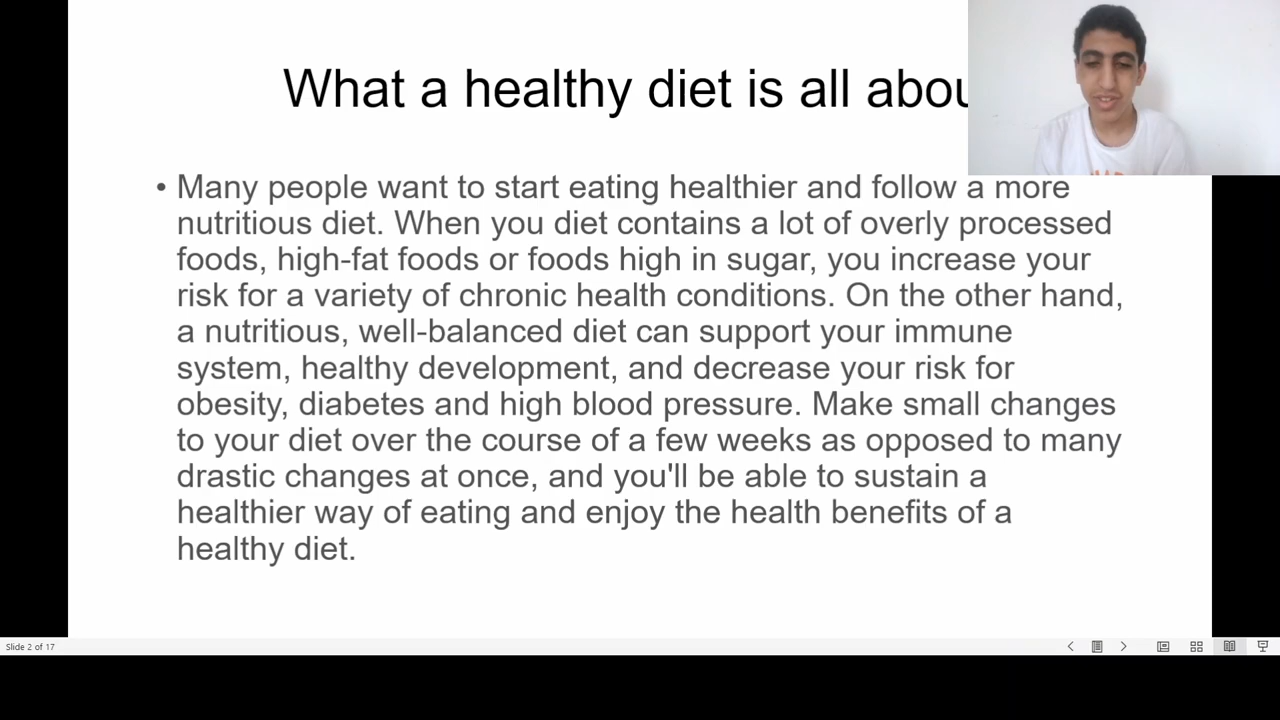 What a healthy diet is all abou
• Many people want to start eating healthier and follow a more
nutritious diet. When you diet contains a lot of overly processed
foods, high-fat foods or foods high in sugar, you increase your
risk for a variety of chronic health conditions. On the other hand,
a nutritious, well-balanced diet can support your immune
system, healthy development, and decrease your risk for
obesity, diabetes and high blood pressure. Make small changes
to your diet over the course of a few weeks as opposed to many
drastic changes at once, and you'll be able to sustain a
healthier way of eating and enjoy the health benefits of a
healthy diet.
Slide 2 of 17